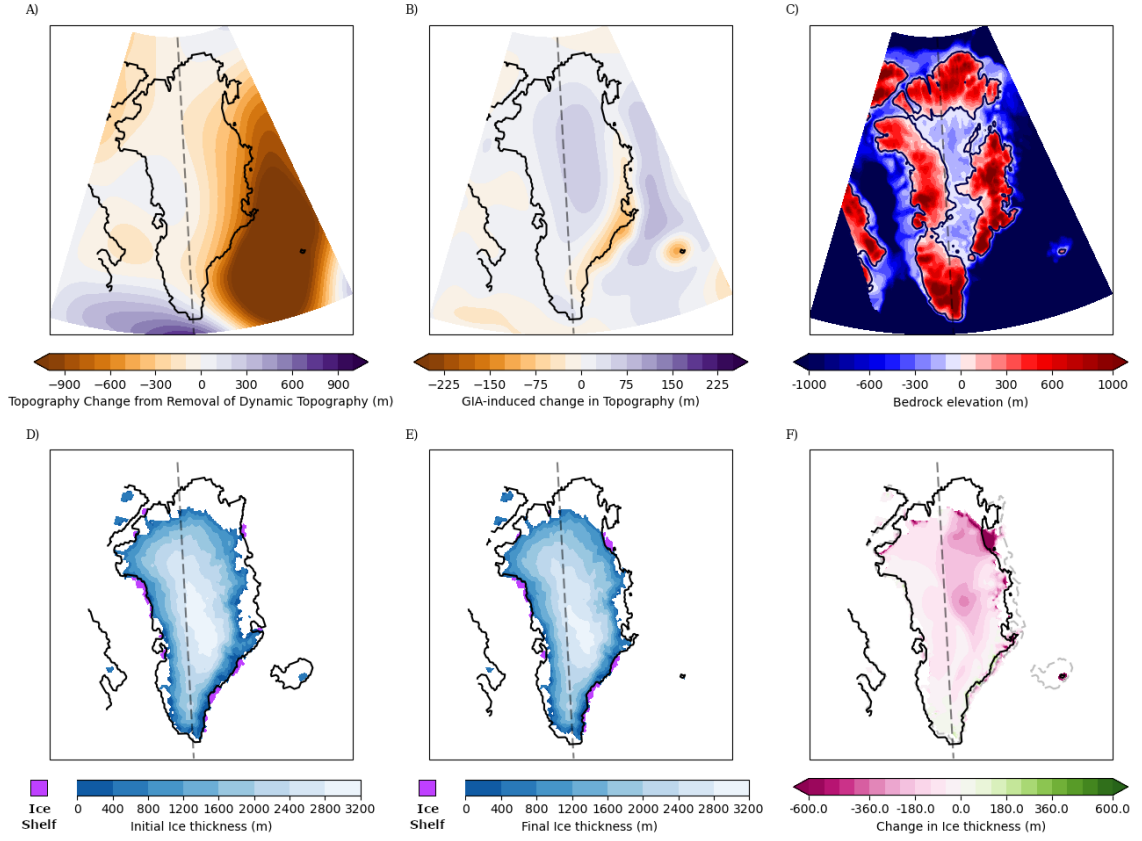 A)
B)
C)
−900 −600 −300 0 300 600 900
Topography Change from Removal of Dynamic Topography (m)
−225 −150 −75 0 75 150 225
GIA-induced change in Topography (m)
-1000 -600 -300 0 300 600 1000
Bedrock elevation (m)
D)
E)
F)
Ice
Shelf
0 400 800 1200 1600 2000 2400 2800 3200
Initial Ice thickness (m)
Ice
Shelf
0 400 800 1200 1600 2000 2400 2800 3200
Final Ice thickness (m)
-600.0 -360.0 -180.0 0.0 180.0 360.0 600.0
Change in Ice thickness (m)